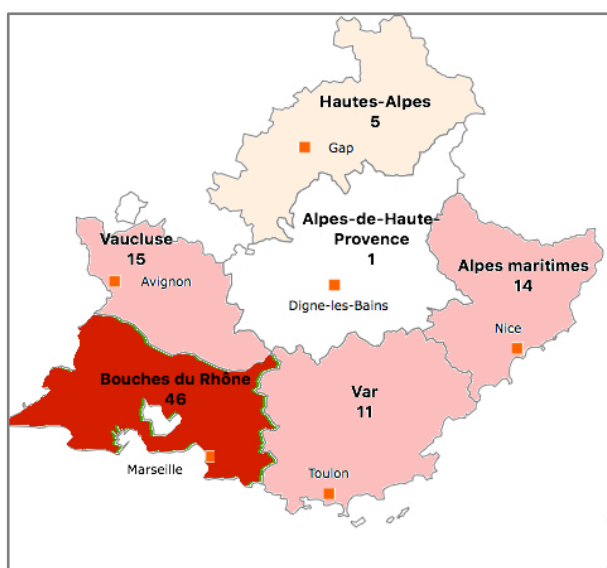 Hautes-Alpes
5
Gap
Alpes-de-Haute-
Provence
1
Digne-les-Bains
Vaucluse
15
Avignon
Alpes maritimes
14
Nice
Bouches du Rhône
46
Marseille
Var
11
Toulon